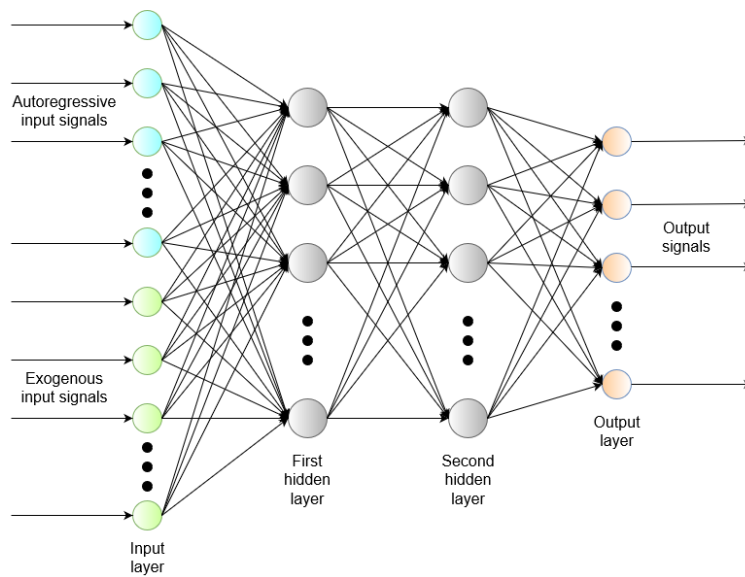 Autoregressive
input signals
Exogenous
input signals
Input
layer
First
hidden
layer
Second
hidden
layer
Output
layer
Output
signals